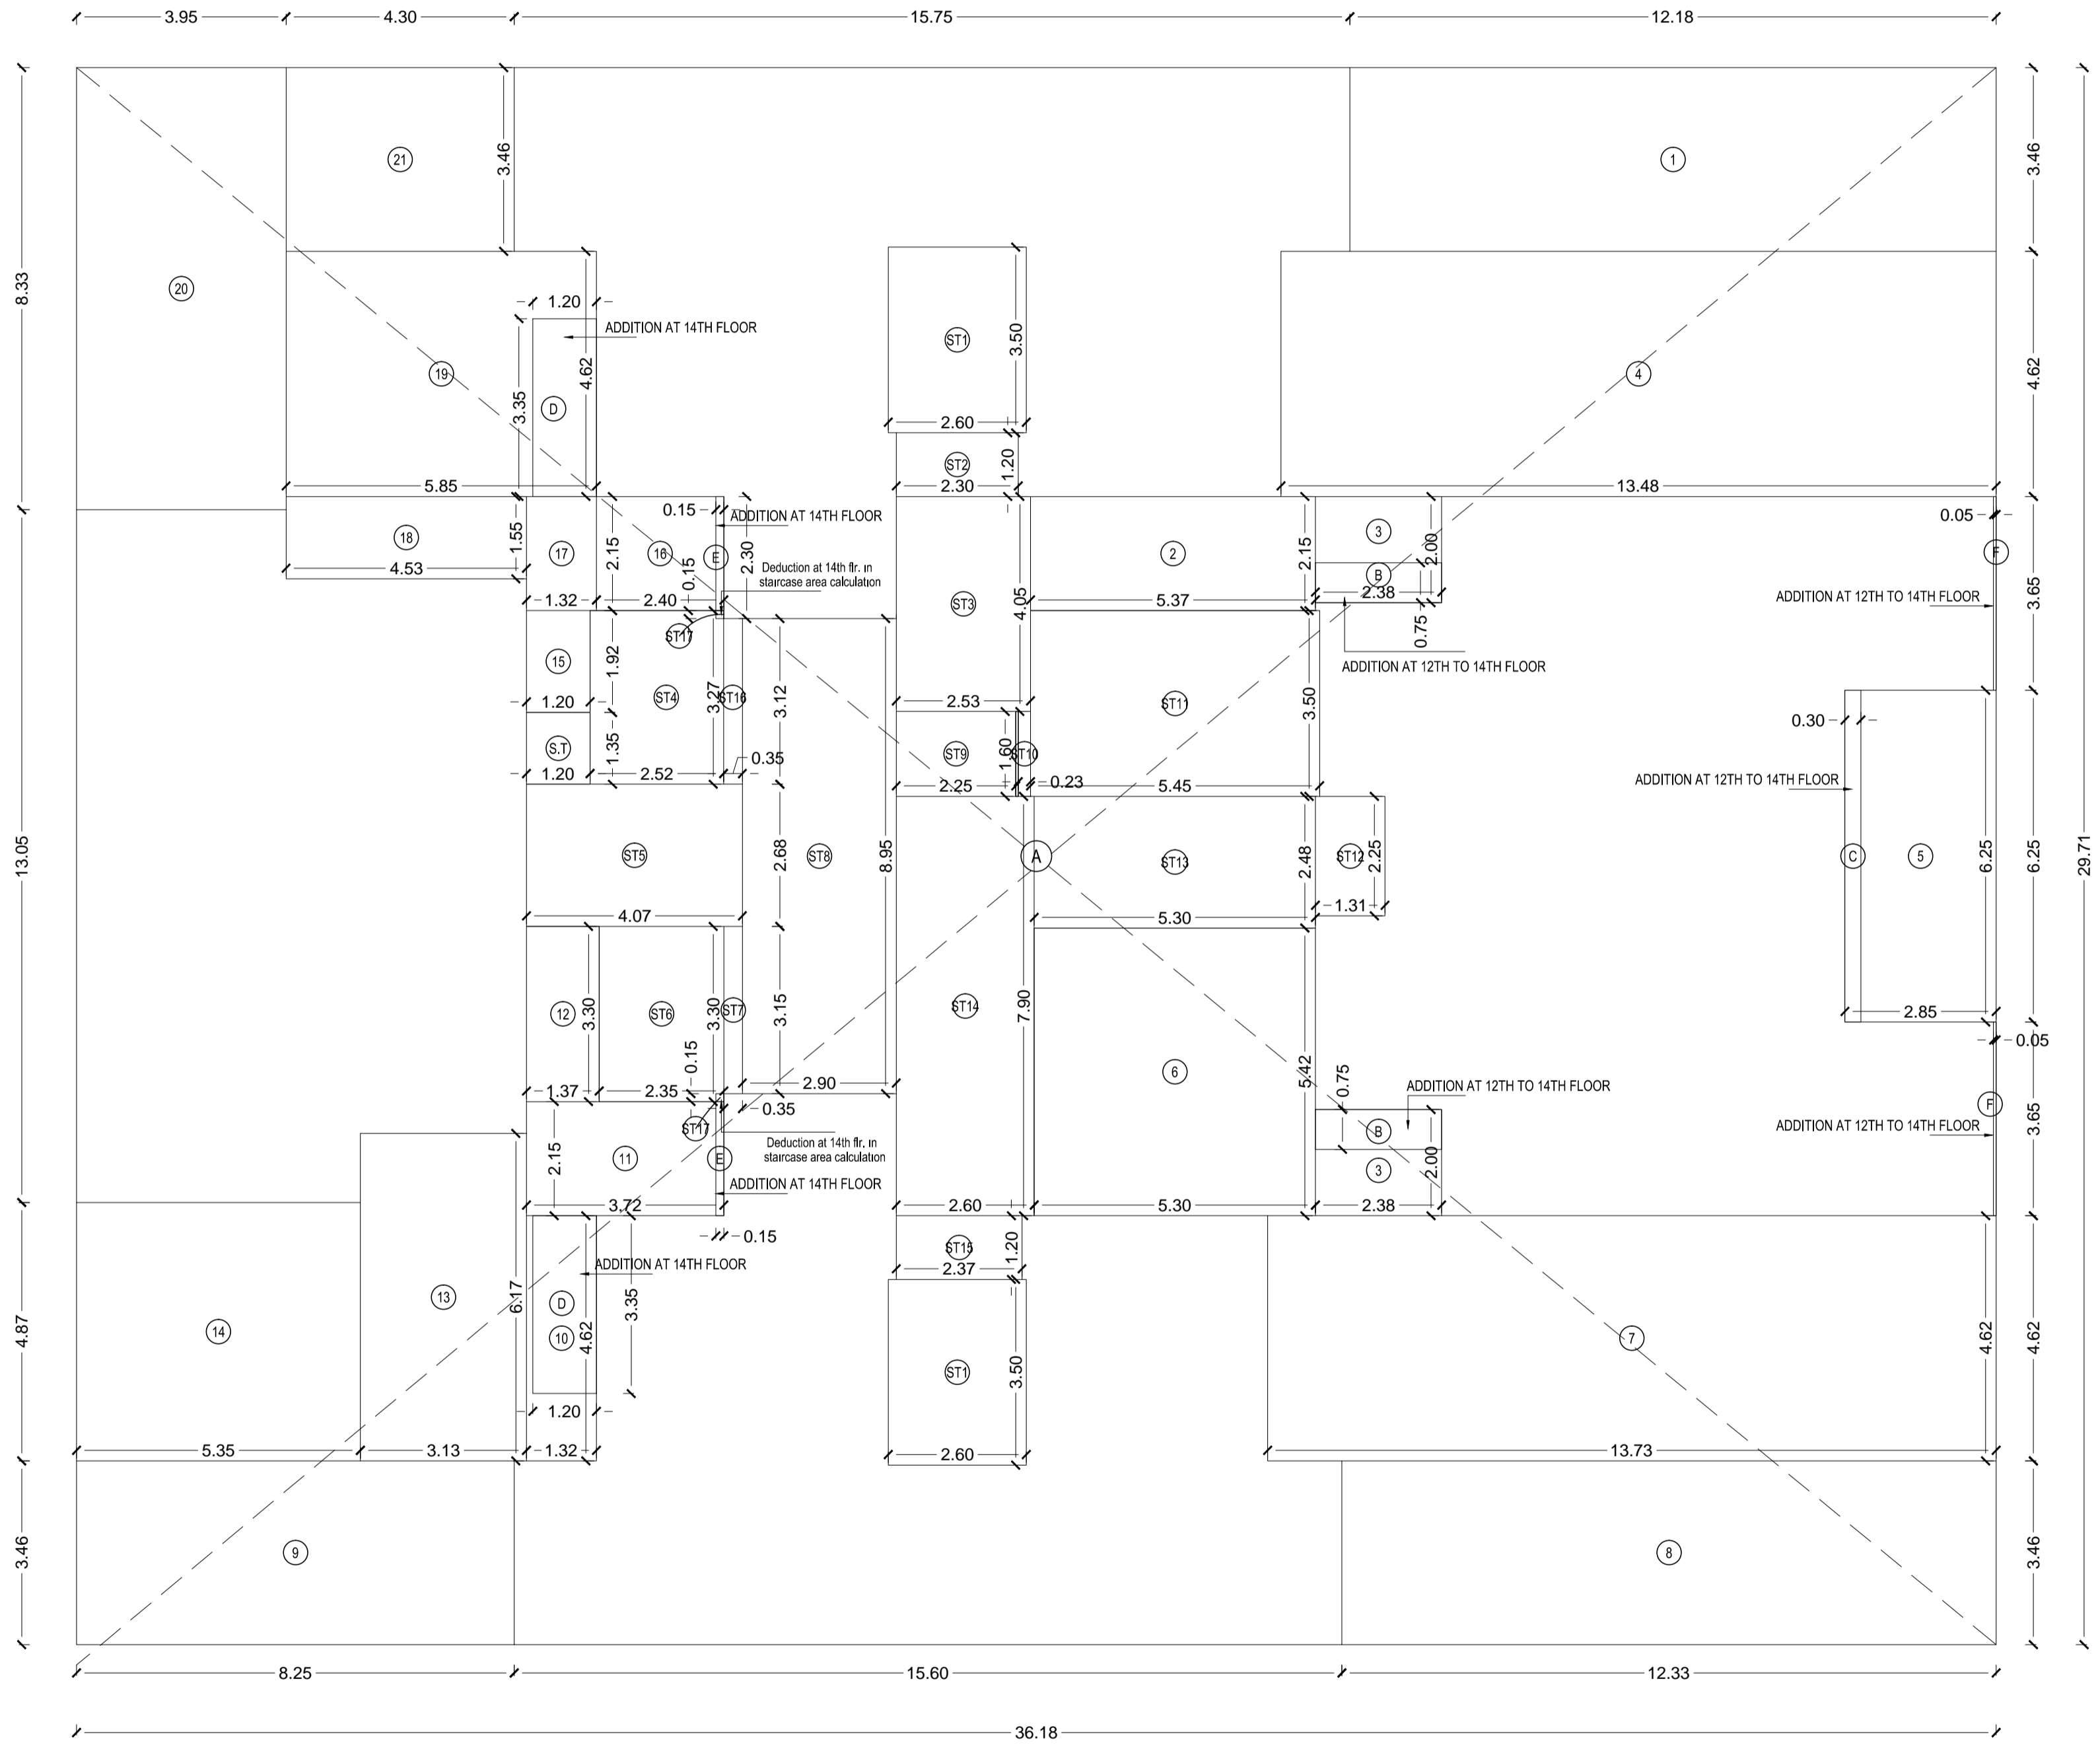 3.95 4.30 15.75 12.18
21 3.46 1 3.46
8.33 20
ST1 3.50
1.20 ADDITION AT 14TH FLOOR
19 4.62 4 4.62
3.35 D
2.60
ST2 1.20
5.85 2.30 13.48
0.15 ADDITION AT 14TH FLOOR 0.05
18 1.55 17 2.15 16 E 2.30 3
4.53 0.15 Deduction at 14th flr. in
staircase area calculation
2 2.15 2.00 B F
1.32 2.40 ST3 4.05 5.37 2.38 3.65
ADDITION AT 12TH TO 14TH FLOOR
ST17 0.75
15 1.92 ADDITION AT 12TH TO 14TH FLOOR
1.20 ST4 3.27 ST16 3.12 2.53 ST11 3.50
0.30
S.T 1.35 ST9 1.60 ST10
1.20 2.52 0.35 2.25 0.23 5.45
ADDITION AT 12TH TO 14TH FLOOR
13.05 ST5 2.68 ST8 8.95 A ST13 2.48 ST12 2.25 C 5 6.25 6.25 29.71
4.07 5.30 1.31
12 3.30 ST6 3.30 ST7 3.15 ST14 7.90 2.85
0.15 0.05
1.37 2.35 2.90 6 5.42 0.75
ADDITION AT 12TH TO 14TH FLOOR
0.35 F
ST17 B
ADDITION AT 12TH TO 14TH FLOOR
3.65
Deduction at 14th flr. in
staircase area calculation
2.15 11 E 3 2.00
ADDITION AT 14TH FLOOR
3.72 2.60 5.30 2.38
0.15 ST15 1.20
ADDITION AT 14TH FLOOR 2.37
13 6.17 D 3.35
4.87 14 10 4.62 7 4.62 4.62
ST1 3.50
1.20
5.35 3.13 1.32 2.60 13.73
3.46 9 8 3.46
8.25 15.60 12.33
36.18